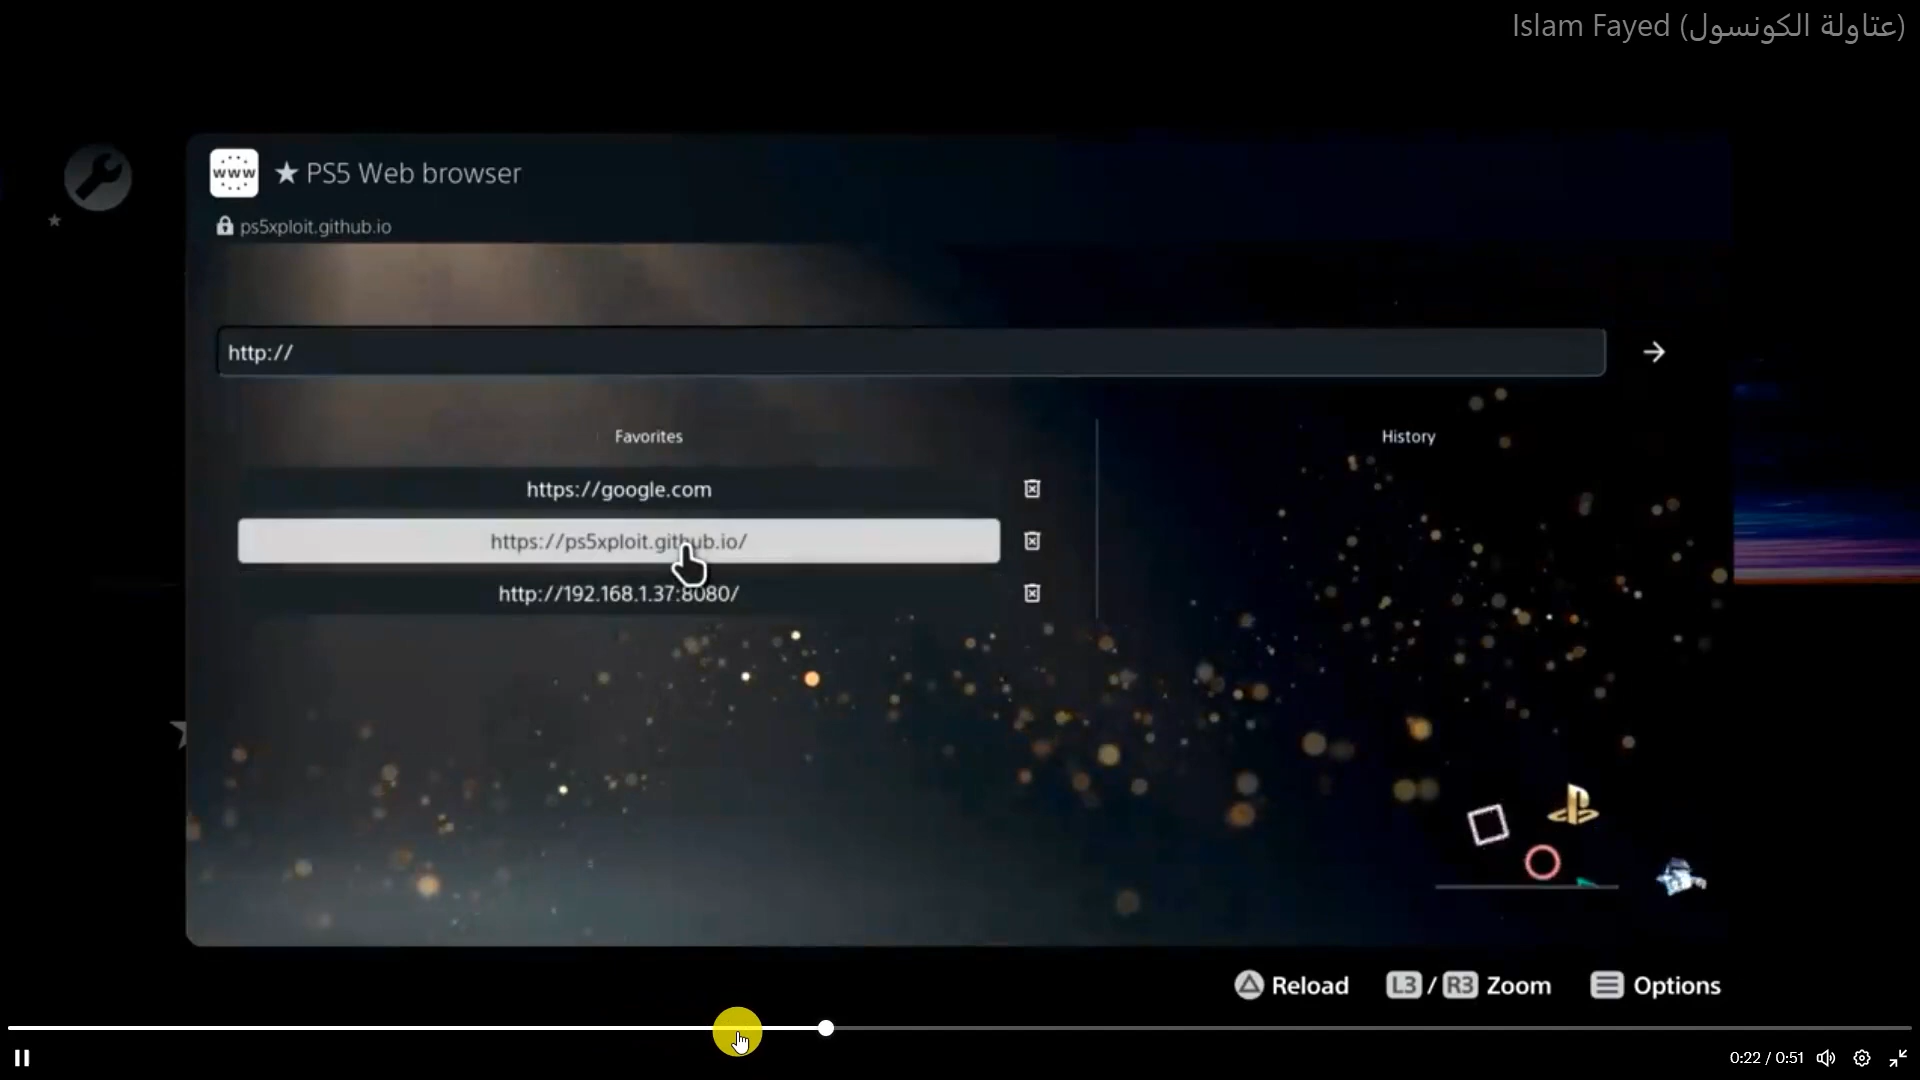 Islam Fayed (عتاولة الكونسول)
www
★ PS5 Web browser
ps5xploit.github.io
http://
Favorites
History
https://google.com
https://ps5xploit.github.io/
http://192.168.1.37:8080/
Reload
L3 / R3 Zoom
Options
0:22 / 0:51